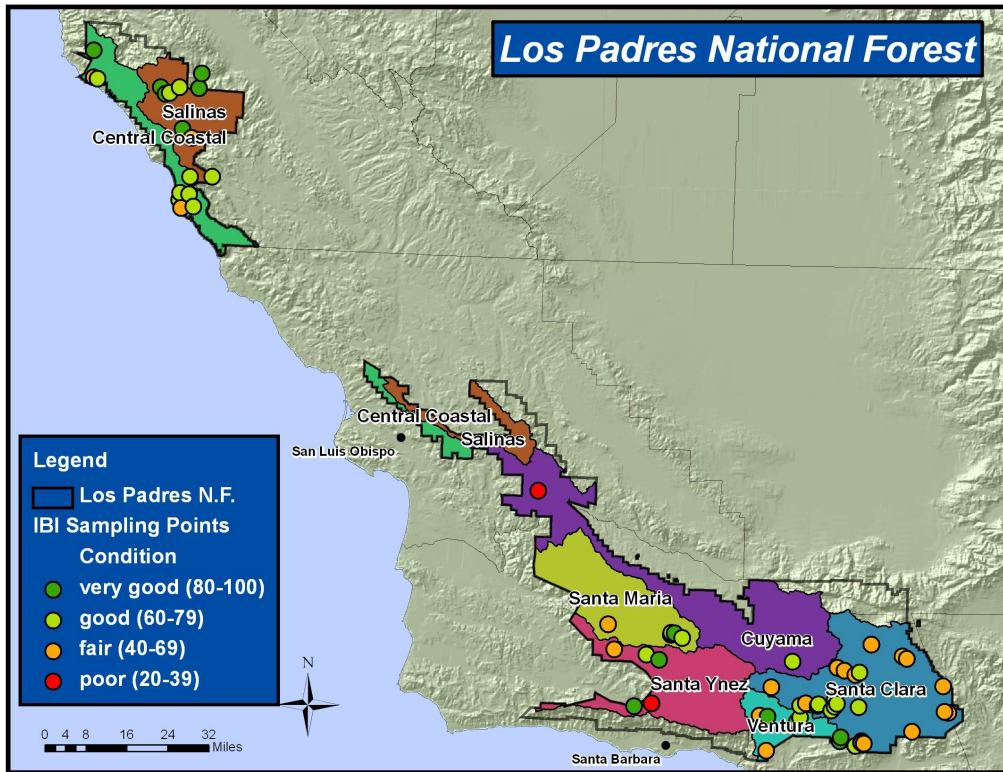 Los Padres National Forest
Salinas
Central Coastal
Central Coastal
San Luis Obispo
Salinas
Legend
Los Padres N.F.
IBI Sampling Points
Condition
very good (80-100)
good (60-79)
fair (40-69)
poor (20-39)
Santa Maria
Cuyama
Santa Ynez
Santa Clara
Ventura
N
0 4 8 16 24 32
Miles
Santa Barbara